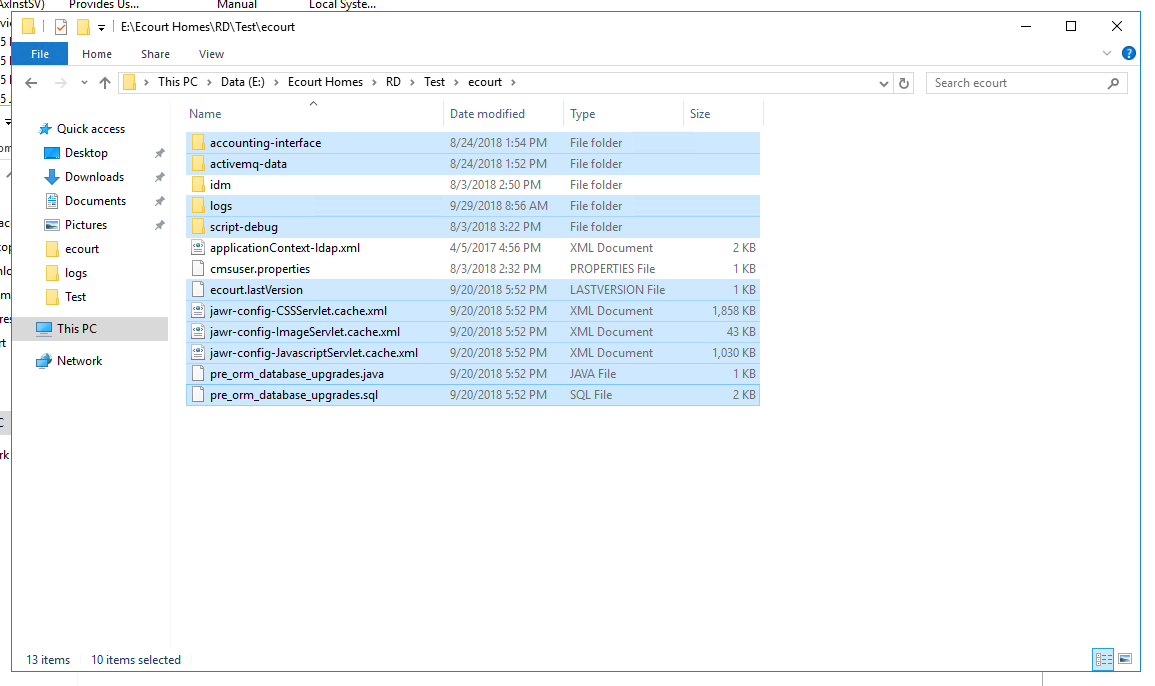 AxInstSV) Provides Us... Manual Local Syste...
E:\Ecourt Homes\RD\Test\ecourt
File Home Share View
This PC Data (E:) Ecourt Homes RD Test ecourt Search ecourt
Name Date modified Type Size
Quick access
Desktop
Downloads
Documents
Pictures
ecourt
logs
Test
This PC
Network
accounting-interface 8/24/2018 1:54 PM File folder
activemq-data 8/24/2018 1:52 PM File folder
idm 8/3/2018 2:50 PM File folder
logs 9/29/2018 8:56 AM File folder
script-debug 8/3/2018 3:22 PM File folder
applicationContext-ldap.xml 4/5/2017 4:56 PM XML Document 2 KB
cmsuser.properties 8/3/2018 2:32 PM PROPERTIES File 1 KB
ecourt.lastVersion 9/20/2018 5:52 PM LASTVERSION File 1 KB
jawr-config-CSSServlet.cache.xml 9/20/2018 5:52 PM XML Document 1,858 KB
jawr-config-ImageServlet.cache.xml 9/20/2018 5:52 PM XML Document 43 KB
jawr-config-JavascriptServlet.cache.xml 9/20/2018 5:52 PM XML Document 1,030 KB
pre_orm_database_upgrades.java 9/20/2018 5:52 PM JAVA File 1 KB
pre_orm_database_upgrades.sql 9/20/2018 5:52 PM SQL File 2 KB
13 items 10 items selected